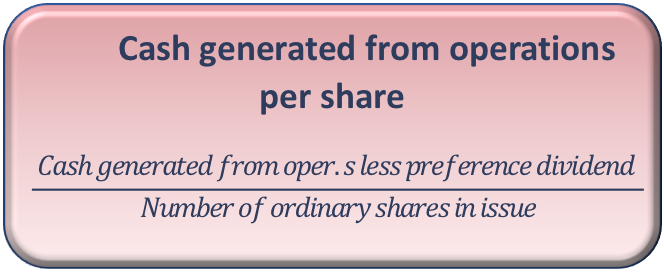 Cash generated from operations
per share
Cash generated from oper.s less preference dividend
Number of ordinary shares in issue